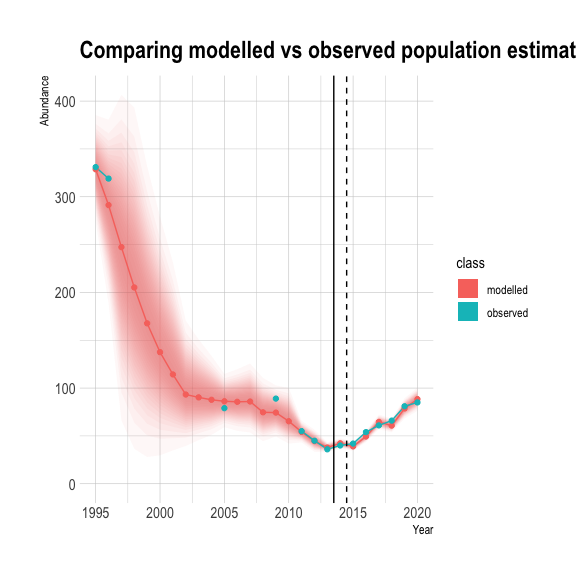 Comparing modelled vs observed population estimat
Abundance
400
300
200
100
0
1995 2000 2005 2010 2015 2020
Year
class
modelled
observed